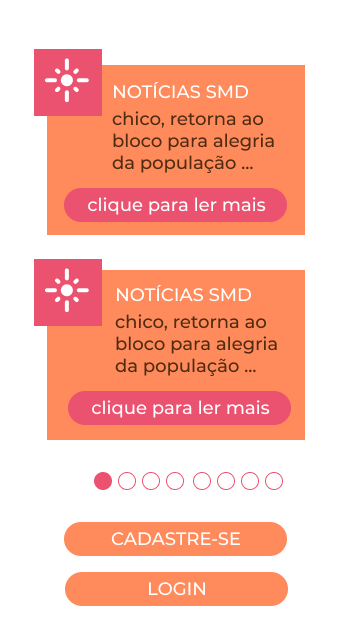 NOTÍCIAS SMD
chico, retorna ao
bloco para alegria
da população ...
clique para ler mais
NOTÍCIAS SMD
chico, retorna ao
bloco para alegria
da população ...
clique para ler mais
CADASTRE-SE
LOGIN